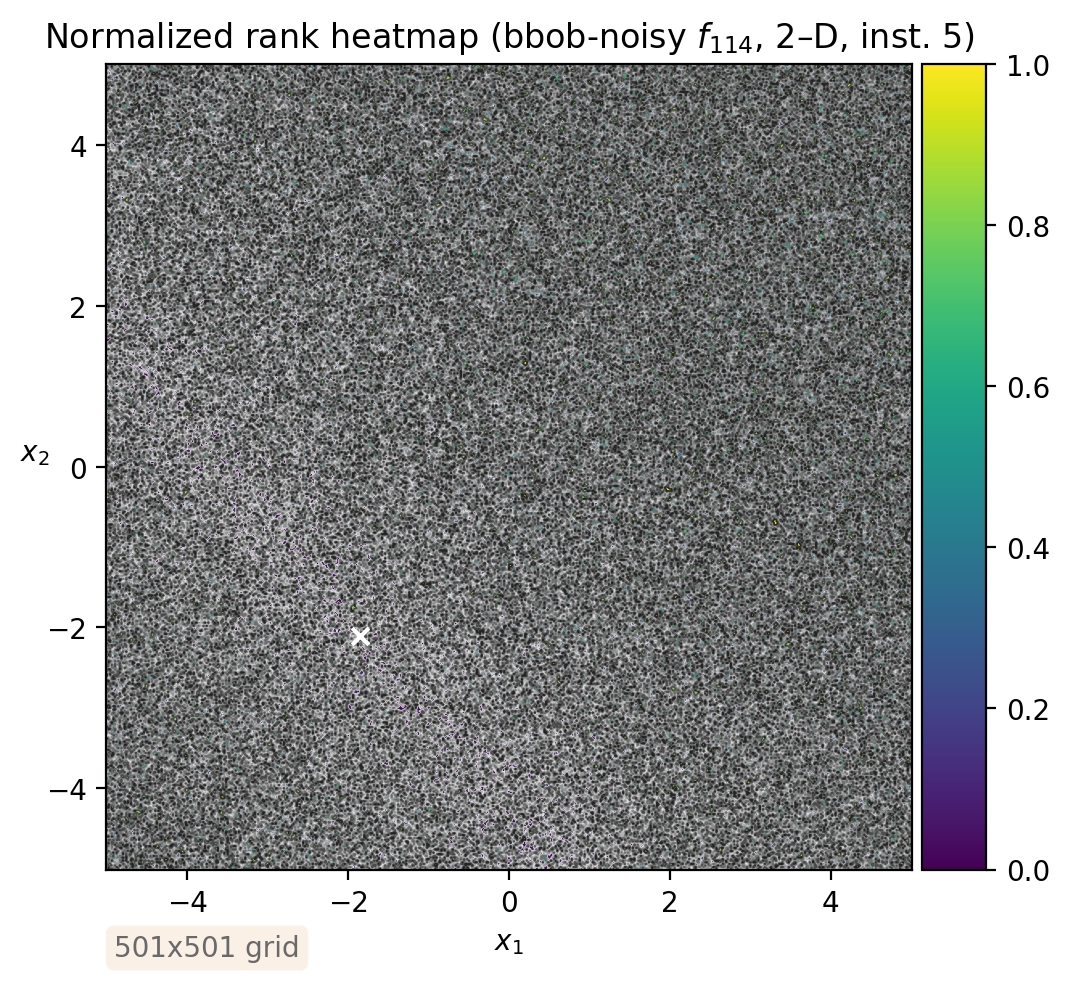 Normalized rank heatmap (bbob-noisy f₁₁₄, 2–D, inst. 5)
1.0
0.8
0.6
0.4
0.2
0.0
4
2
0
−2
−4
x₂
−4 −2 0 2 4
x₁
501x501 grid